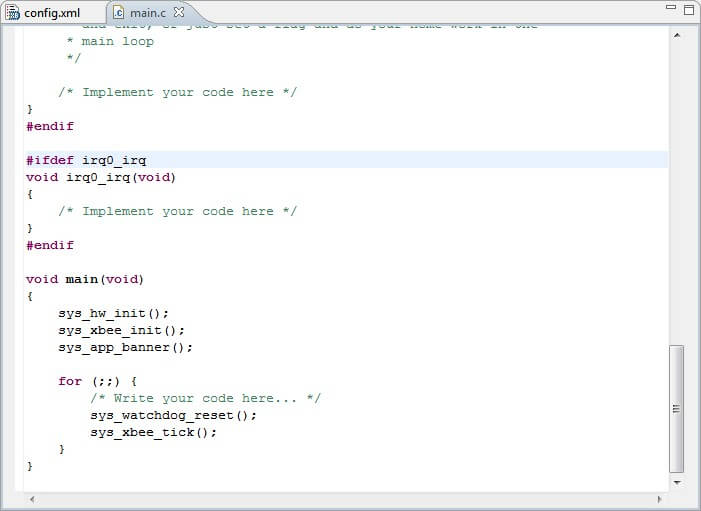 config.xml
main.c
* main loop
*/
/* Implement your code here */
}
#endif
#ifdef irq0_irq
void irq0_irq(void)
{
/* Implement your code here */
}
#endif
void main(void)
{
sys_hw_init();
sys_xbee_init();
sys_app_banner();
for (;;) {
/* Write your code here... */
sys_watchdog_reset();
sys_xbee_tick();
}
}